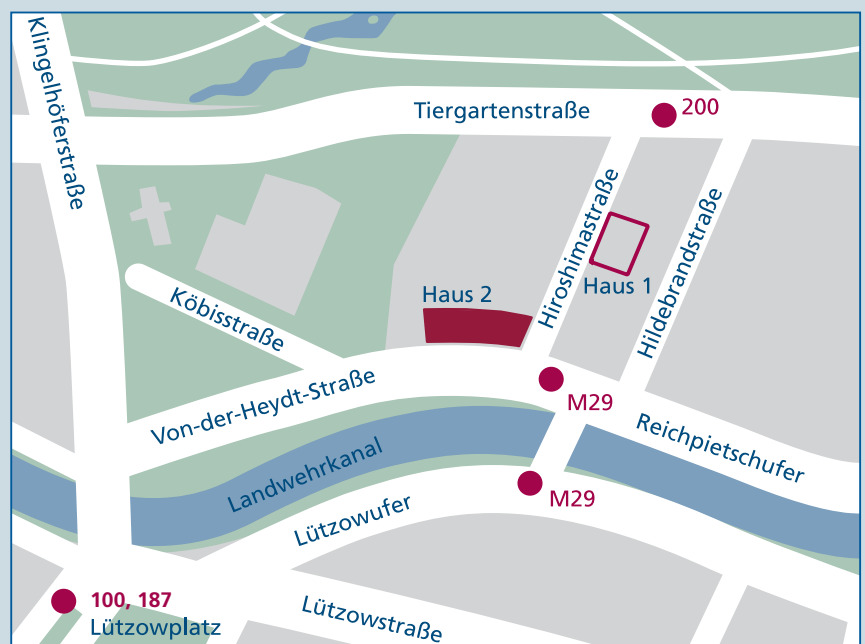 Klingelhöferstraße
Tiergartenstraße
200
Hiroshimastraße
Hildebrandstraße
Haus 1
Haus 2
Köbisstraße
Von-der-Heydt-Straße
M29
Reichpietschufer
Landwehrkanal
M29
Lützowufer
100, 187
Lützowplatz
Lützowstraße